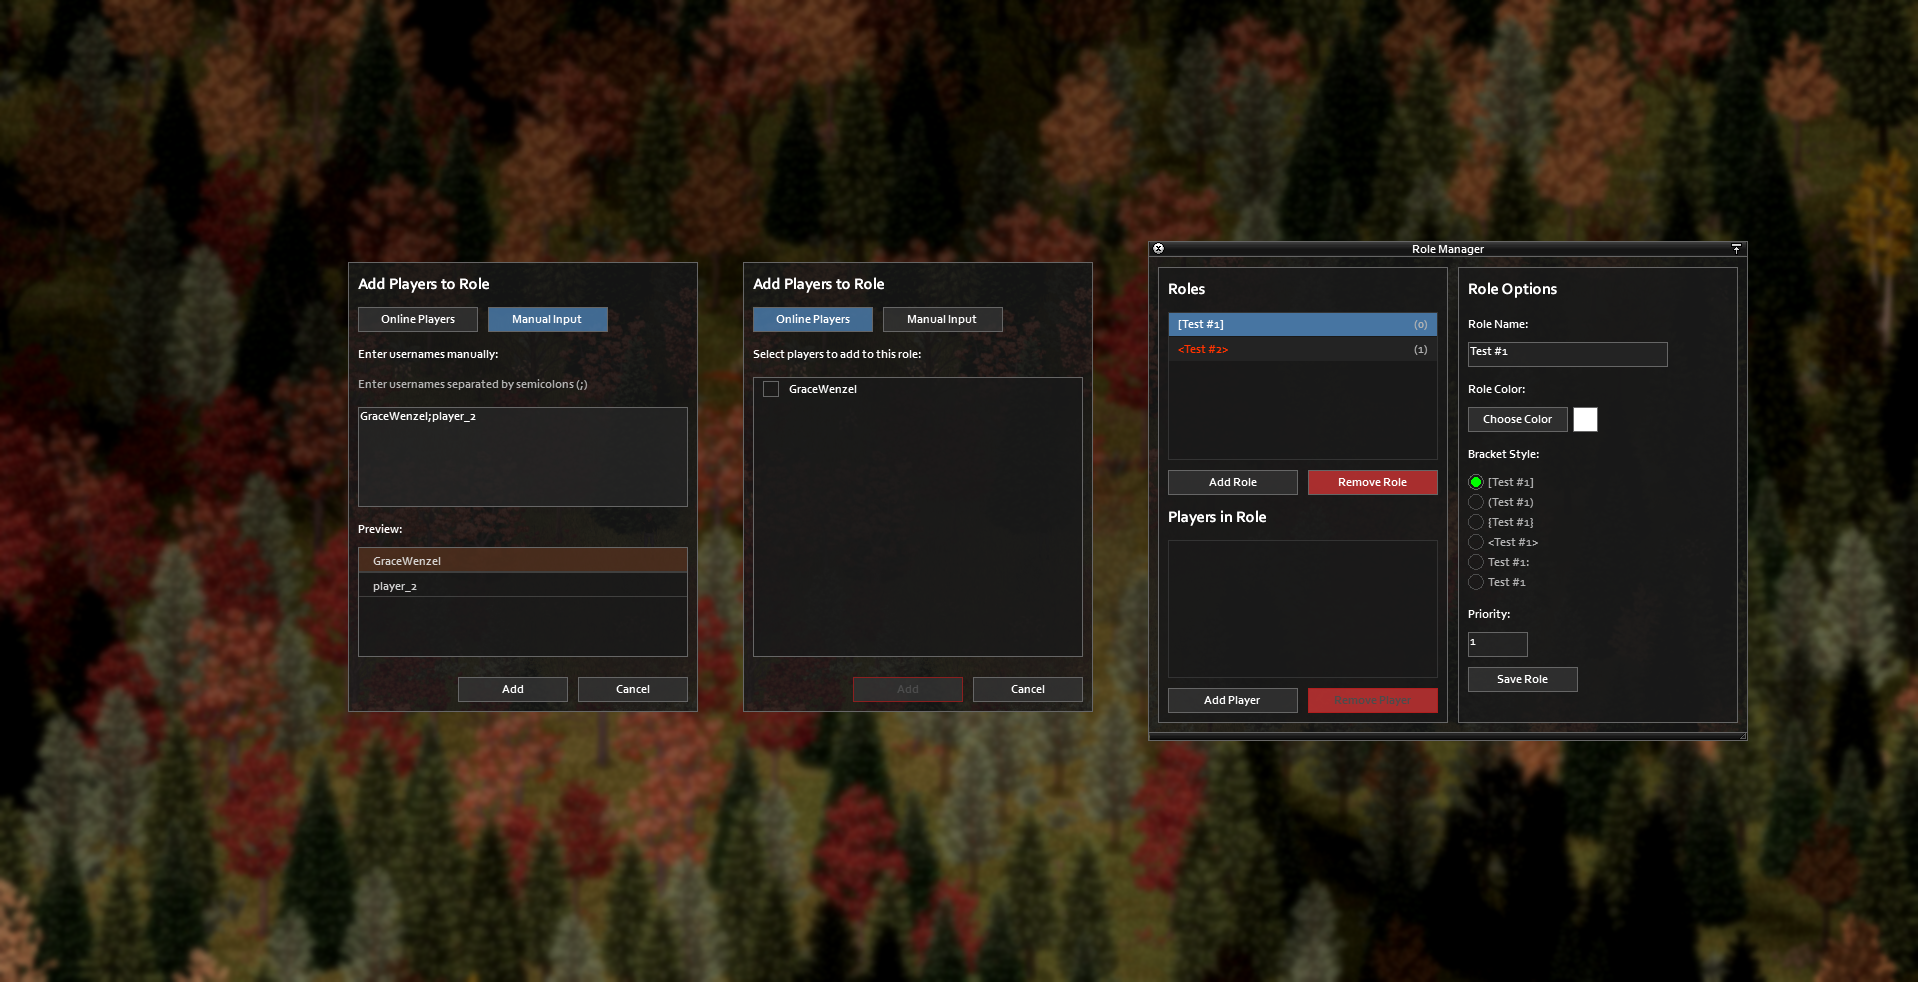 Add Players to Role
Online Players
Manual Input
Enter usernames manually:
Enter usernames separated by semicolons (;)
GraceWenzel;player_2
Preview:
GraceWenzel
player_2
Add
Cancel
Add Players to Role
Online Players
Manual Input
Select players to add to this role:
GraceWenzel
Add
Cancel
Role Manager
Roles
[Test #1] (0)
<Test #2> (1)
Add Role
Remove Role
Players in Role
Add Player
Remove Player
Role Options
Role Name:
Test #1
Role Color:
Choose Color
Bracket Style:
[Test #1]
(Test #1)
{Test #1}
<Test #1>
Test #1:
Test #1
Priority:
1
Save Role